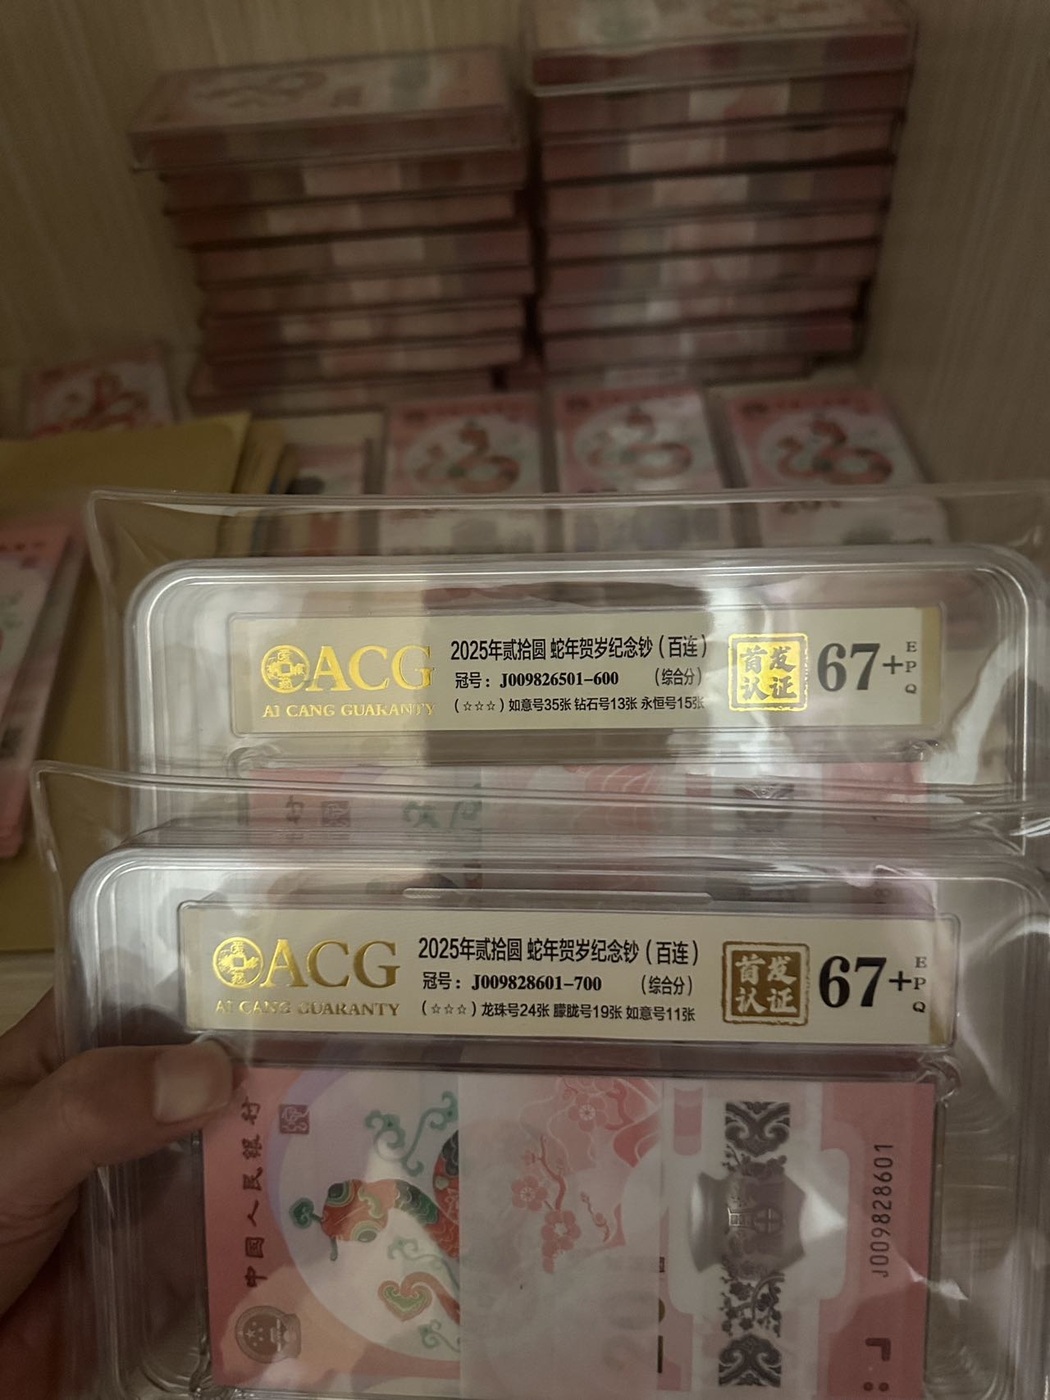 ACG
AI CANG GUARANTY
2025年贰拾圆 蛇年贺岁纪念钞（百连）
冠号：J009826501-600 （综合分）
（☆☆☆）如意号35张 钻石号13张 永恒号15张
首发
认证
67+
EPQ
ACG
AI CANG GUARANTY
2025年贰拾圆 蛇年贺岁纪念钞（百连）
冠号：J009828601-700 （综合分）
（☆☆☆）龙珠号24张 朦胧号19张 如意号11张
首发
认证
67+
EPQ
中国人民银行
J009828601